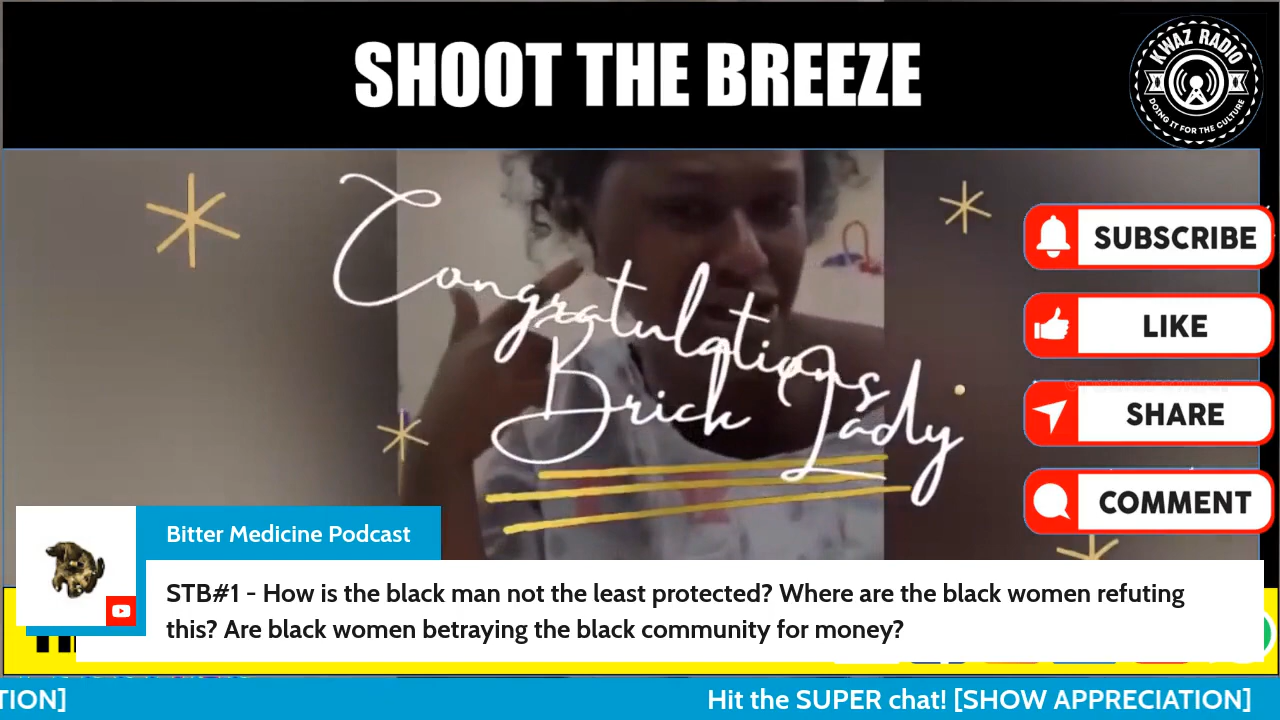 SHOOT THE BREEZE
KWAZ RADIO
DOING IT FOR THE CULTURE
Congratulations
Brick Lady
SUBSCRIBE
LIKE
SHARE
COMMENT
Bitter Medicine Podcast
STB#1 - How is the black man not the least protected? Where are the black women refuting
this? Are black women betraying the black community for money?
TION]
Hit the SUPER chat! [SHOW APPRECIATION]